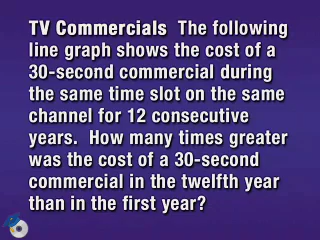 TV Commercials  The following
line graph shows the cost of a
30-second commercial during
the same time slot on the same
channel for 12 consecutive
years.  How many times greater
was the cost of a 30-second
commercial in the twelfth year
than in the first year?